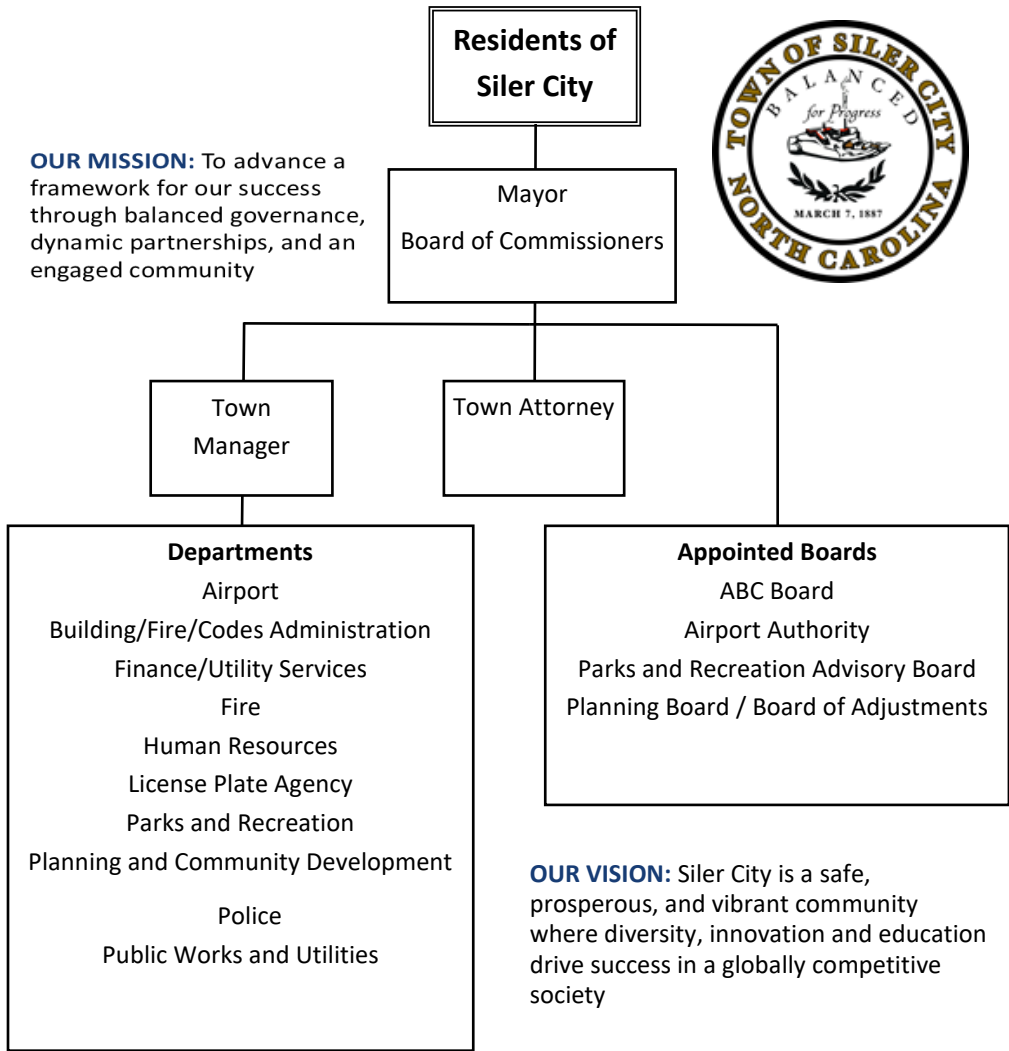 Residents of
Siler City
TOWN OF SILER CITY
NORTH CAROLINA
BALANCED
for Progress
MARCH 7, 1887
OUR MISSION: To advance a
framework for our success
through balanced governance,
dynamic partnerships, and an
engaged community
Mayor
Board of Commissioners
Town
Manager
Town Attorney
Departments
Airport
Building/Fire/Codes Administration
Finance/Utility Services
Fire
Human Resources
License Plate Agency
Parks and Recreation
Planning and Community Development
Police
Public Works and Utilities
Appointed Boards
ABC Board
Airport Authority
Parks and Recreation Advisory Board
Planning Board / Board of Adjustments
OUR VISION: Siler City is a safe,
prosperous, and vibrant community
where diversity, innovation and education
drive success in a globally competitive
society